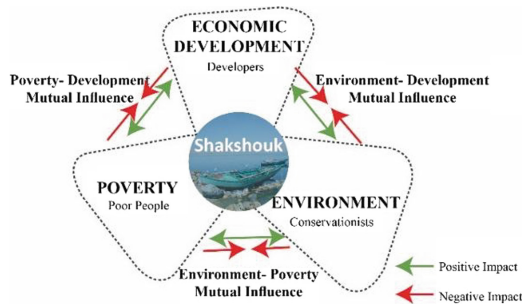 ECONOMIC
DEVELOPMENT
Developers
Poverty- Development
Mutual Influence
Environment- Development
Mutual Influence
Shakshouk
POVERTY
Poor People
ENVIRONMENT
Conservationists
Environment- Poverty
Mutual Influence
Positive Impact
Negative Impact